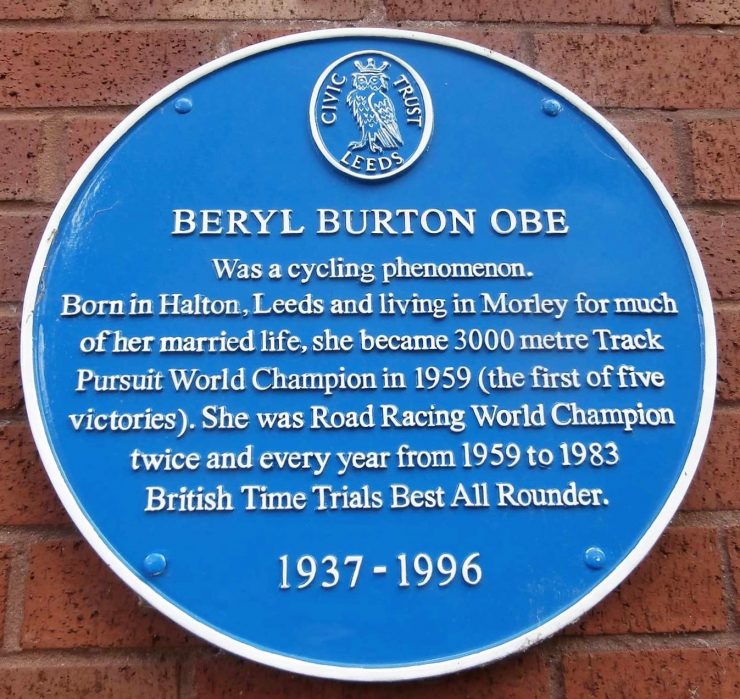 CIVIC TRUST
LEEDS
BERYL BURTON OBE
Was a cycling phenomenon.
Born in Halton, Leeds and living in Morley for much
of her married life, she became 3000 metre Track
Pursuit World Champion in 1959 (the first of five
victories). She was Road Racing World Champion
twice and every year from 1959 to 1983
British Time Trials Best All Rounder.
1937-1996